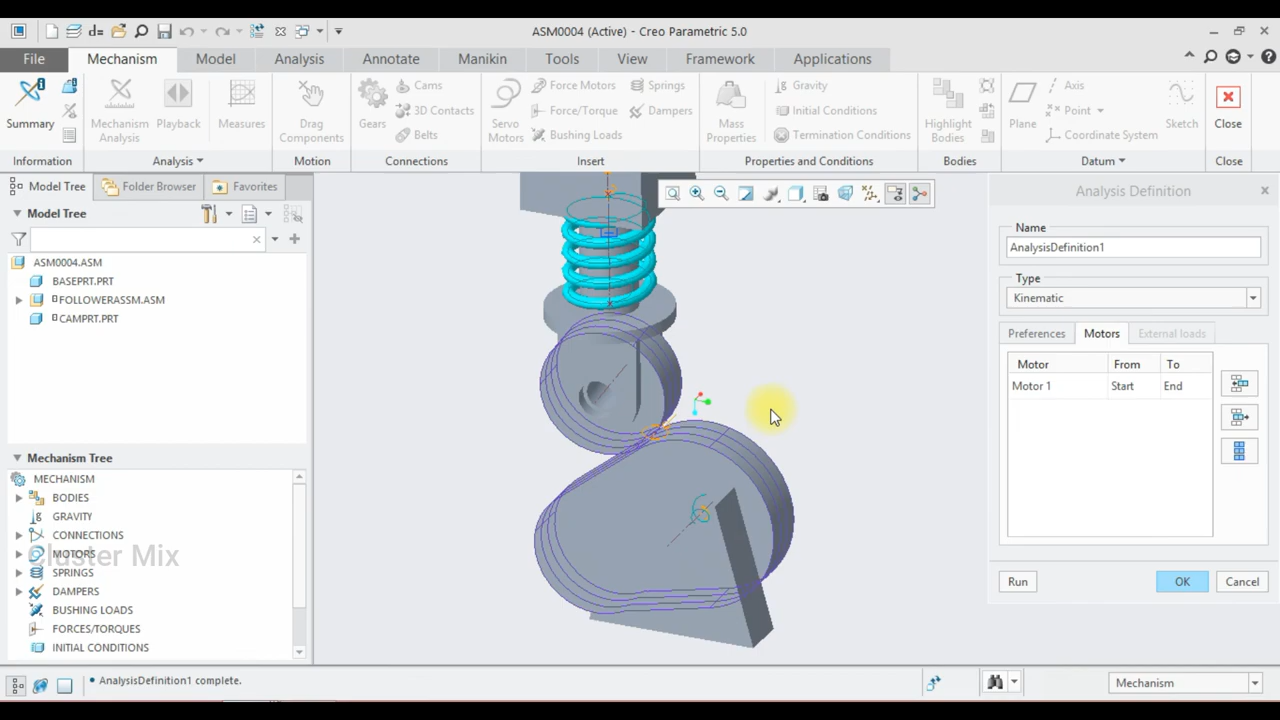 ASM0004 (Active) - Creo Parametric 5.0
File Mechanism Model Analysis Annotate Manikin Tools View Framework Applications
Summary
Mechanism Analysis
Playback
Measures
Drag Components
Gears
Cams
3D Contacts
Belts
Servo Motors
Force Motors
Force/Torque
Bushing Loads
Springs
Dampers
Mass Properties
Gravity
Initial Conditions
Termination Conditions
Highlight Bodies
Plane
Axis
Point
Coordinate System
Sketch
Close
Information Analysis Motion Connections Insert Properties and Conditions Bodies Datum Close
Model Tree Folder Browser Favorites
Model Tree
ASM0004.ASM
BASEPRT.PRT
FOLLOWERASSM.ASM
CAMPRT.PRT
Mechanism Tree
MECHANISM
BODIES
GRAVITY
CONNECTIONS
MOTORS
Cluster Mix
SPRINGS
DAMPERS
BUSHING LOADS
FORCES/TORQUES
INITIAL CONDITIONS
Analysis Definition
Name
AnalysisDefinition1
Type
Kinematic
Preferences Motors External loads
Motor From To
Motor 1 Start End
Run OK Cancel
AnalysisDefinition1 complete.
Mechanism